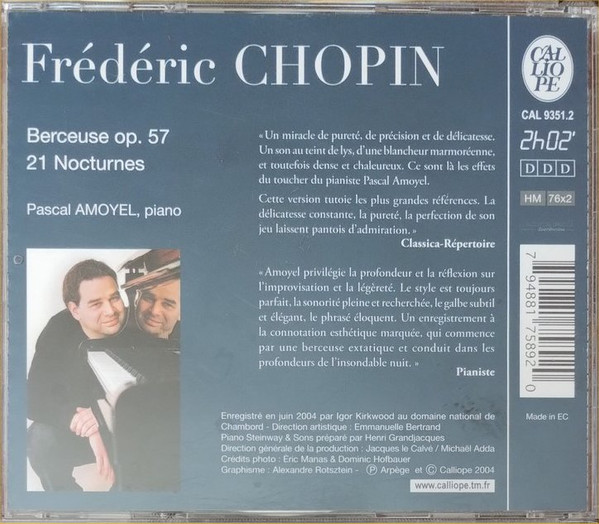 Frédéric CHOPIN
Berceuse op. 57
21 Nocturnes
Pascal AMOYEL, piano
« Un miracle de pureté, de précision et de délicatesse.
Un son au teint de lys, d'une blancheur marmoréenne,
et toutefois dense et chaleureux. Ce sont là les effets
du toucher du pianiste Pascal Amoyel.
Cette version tutoie les plus grandes références. La
délicatesse constante, la pureté, la perfection de son
jeu laissent pantois d'admiration. »
Classica-Répertoire
« Amoyel privilégie la profondeur et la réflexion sur
l'improvisation et la légèreté. Le style est toujours
parfait, la sonorité pleine et recherchée, le galbe subtil
et élégant, le phrasé éloquent. Un enregistrement à
la connotation esthétique marquée, qui commence
par une berceuse extatique et conduit dans les
profondeurs de l'insondable nuit. »
Pianiste
Enregistré en juin 2004 par Igor Kirkwood au domaine national de
Chambord - Direction artistique : Emmanuelle Bertrand
Piano Steinway & Sons préparé par Henri Grandjacques
Direction générale de la production : Jacques le Calvé / Michaël Adda
Crédits photo : Éric Manas & Dominic Hofbauer
Graphisme : Alexandre Rotsztein - Ⓟ Arpège et © Calliope 2004
www.calliope.tm.fr
CAL
LIO
PE
CAL 9351.2
2h02'
D D D
HM 76x2
7 94881 75892 0
Made in EC